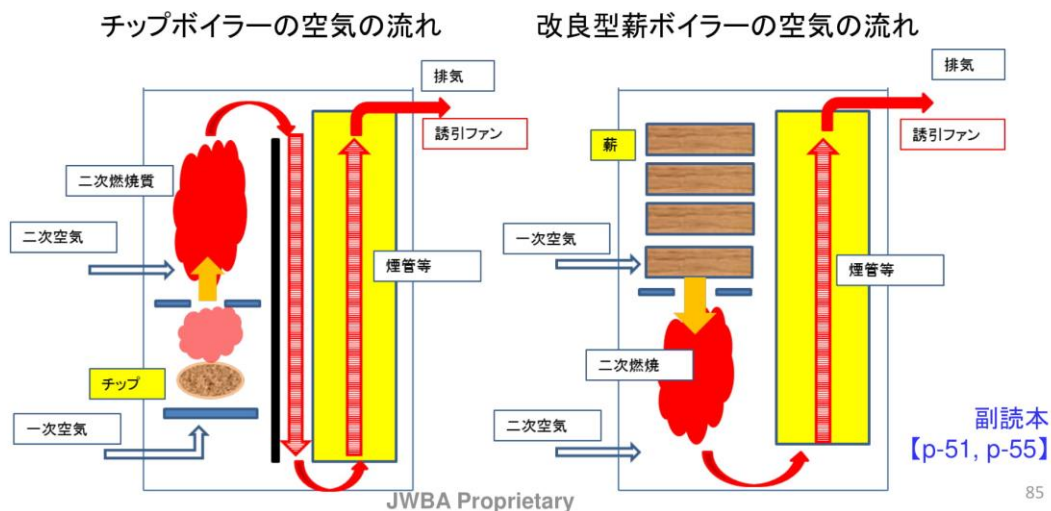 チップボイラーの空気の流れ
改良型薪ボイラーの空気の流れ
排気
誘引ファン
二次燃焼質
二次空気
煙管等
チップ
一次空気
排気
誘引ファン
薪
一次空気
煙管等
二次燃焼
二次空気
副読本
【p-51, p-55】
JWBA Proprietary
85